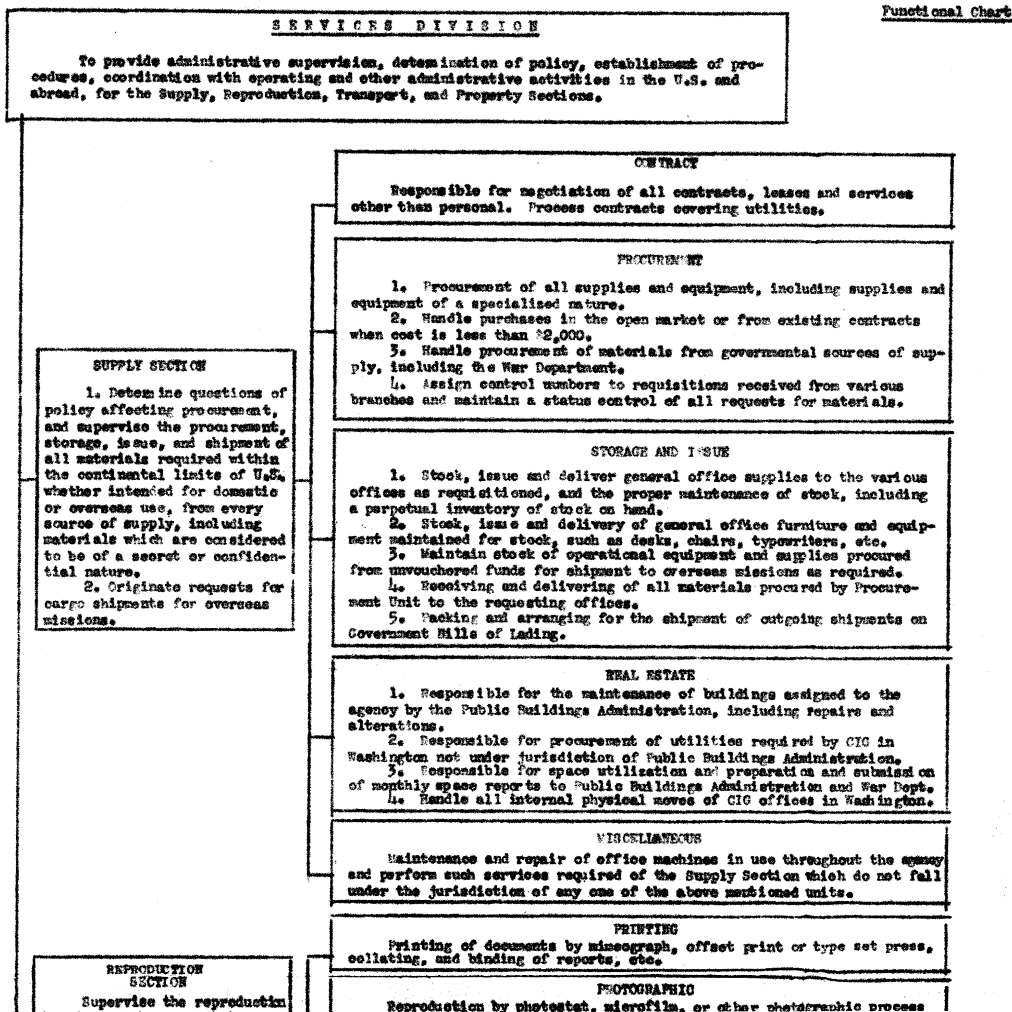 Functional Chart
SERVICES DIVISION
To provide administrative supervision, determination of policy, establishment of pro-
cedures, coordination with operating and other administrative activities in the U.S. and
abroad, for the Supply, Reproduction, Transport, and Property Sections.
CONTRACT
Responsible for negotiation of all contracts, leases and services
other than personal. Process contracts covering utilities.
PROCUREMENT
1. Procurement of all supplies and equipment, including supplies and
equipment of a specialized nature.
2. Handle purchases in the open market or from existing contracts
when cost is less than $2,000.
3. Handle procurement of materials from governmental sources of sup-
ply, including the War Department.
4. Assign control numbers to requisitions received from various
branches and maintain a status control of all requests for materials.
SUPPLY SECTION
1. Determine questions of
policy affecting procurement,
and supervise the procurement,
storage, issue, and shipment of
all materials required within
the continental limits of U.S.
whether intended for domestic
or overseas use, from every
source of supply, including
materials which are considered
to be of a secret or confiden-
tial nature.
2. Originate requests for
cargo shipments for overseas
missions.
STORAGE AND ISSUE
1. Stock, issue and deliver general office supplies to the various
offices as requisitioned, and the proper maintenance of stock, including
a perpetual inventory of stock on hand.
2. Stock, issue and delivery of general office furniture and equip-
ment maintained for stock, such as desks, chairs, typewriters, etc.
3. Maintain stock of operational equipment and supplies procured
from unvouchered funds for shipment to overseas missions as required.
4. Receiving and delivering of all materials procured by Procure-
ment Unit to the requesting offices.
5. Packing and arranging for the shipment of outgoing shipments on
Government Bills of Lading.
REAL ESTATE
1. Responsible for the maintenance of buildings assigned to the
agency by the Public Buildings Administration, including repairs and
alterations.
2. Responsible for procurement of utilities required by CIG in
Washington not under jurisdiction of Public Buildings Administration.
3. Responsible for space utilization and preparation and submission
of monthly space reports to Public Buildings Administration and War Dept.
4. Handle all internal physical moves of CIG offices in Washington.
MISCELLANEOUS
Maintenance and repair of office machines in use throughout the agency
and perform such services required of the Supply Section which do not fall
under the jurisdiction of any one of the above mentioned units.
PRINTING
Printing of documents by mimeograph, offset print or type set press,
collating, and binding of reports, etc.
REPRODUCTION
SECTION
Supervise the reproductin
PHOTOGRAPHIC
Reproduction by photostat, microfilm, or other photographic process